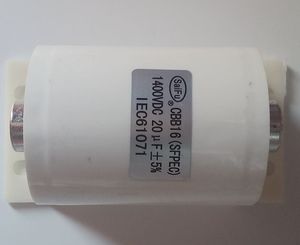 SaiFu ® CBB16 (SFPEC)
1400VDC 20μF±5%
IEC61071